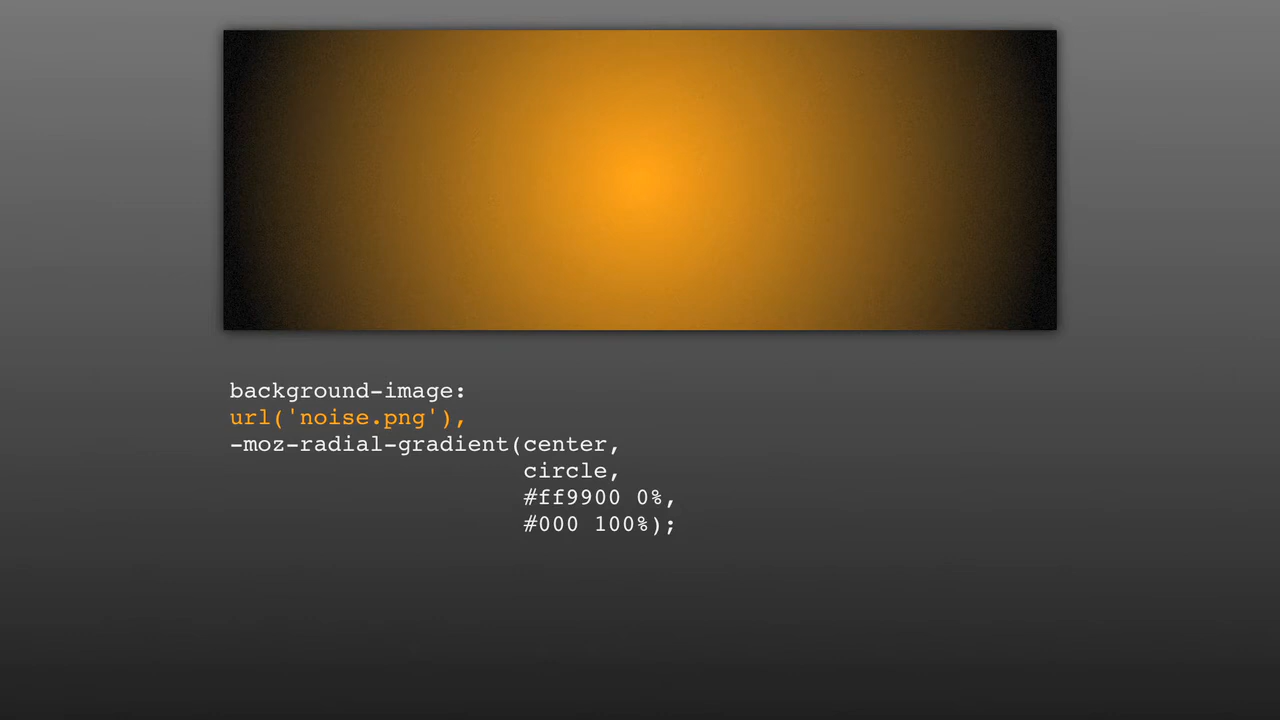 background-image:
url('noise.png'),
-moz-radial-gradient(center,
circle,
#ff9900 0%,
#000 100%);